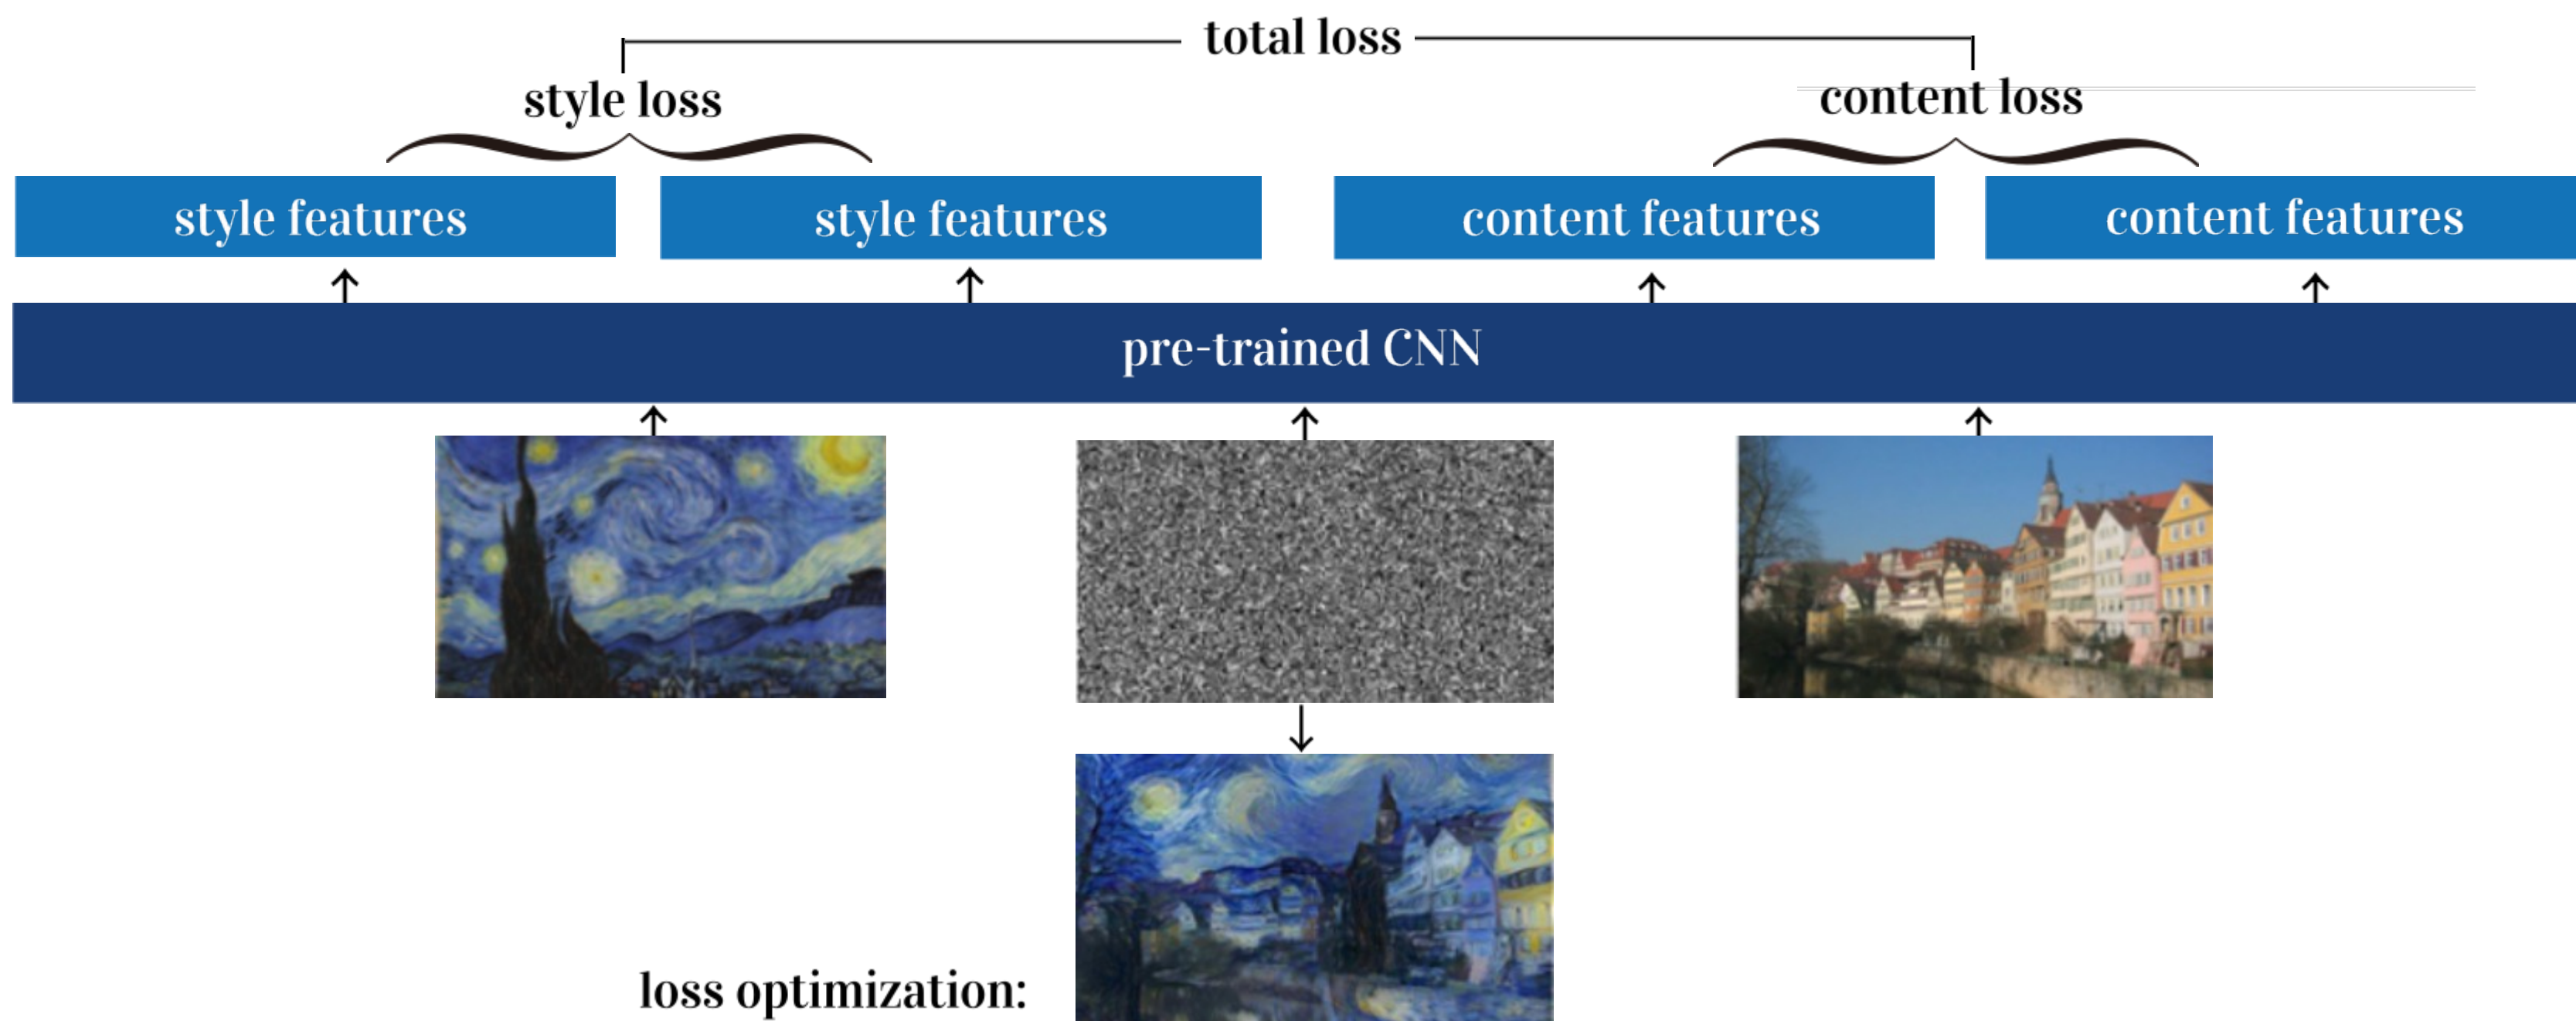 total loss
style loss
content loss
style features
style features
content features
content features
pre-trained CNN
loss optimization: